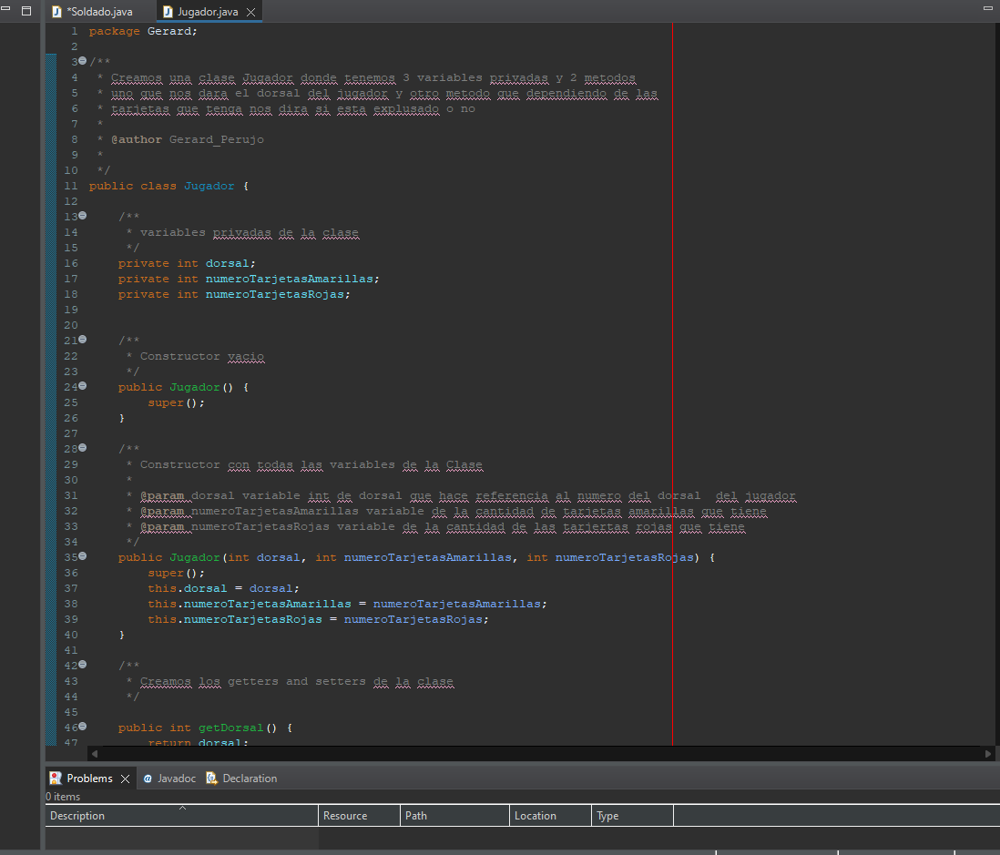 *Soldado.java
Jugador.java
1 package Gerard;
2
3 /**
4  * Creamos una clase Jugador donde tenemos 3 variables privadas y 2 metodos
5  * uno que nos dara el dorsal del jugador y otro metodo que dependiendo de las
6  * tarjetas que tenga nos dira si esta explusado o no
7  *
8  * @author Gerard_Perujo
9  *
10  */
11 public class Jugador {
12
13     /**
14      * variables privadas de la clase
15      */
16     private int dorsal;
17     private int numeroTarjetasAmarillas;
18     private int numeroTarjetasRojas;
19
20
21     /**
22      * Constructor vacio
23      */
24     public Jugador() {
25         super();
26     }
27
28     /**
29      * Constructor con todas las variables de la Clase
30      *
31      * @param dorsal variable int de dorsal que hace referencia al numero del dorsal  del jugador
32      * @param numeroTarjetasAmarillas variable de la cantidad de tarjetas amarillas que tiene
33      * @param numeroTarjetasRojas variable de la cantidad de las tarjertas rojas que tiene
34      */
35     public Jugador(int dorsal, int numeroTarjetasAmarillas, int numeroTarjetasRojas) {
36         super();
37         this.dorsal = dorsal;
38         this.numeroTarjetasAmarillas = numeroTarjetasAmarillas;
39         this.numeroTarjetasRojas = numeroTarjetasRojas;
40     }
41
42     /**
43      * Creamos los getters and setters de la clase
44      */
45
46     public int getDorsal() {
47         return dorsal;
Problems
Javadoc
Declaration
0 items
Description Resource Path Location Type